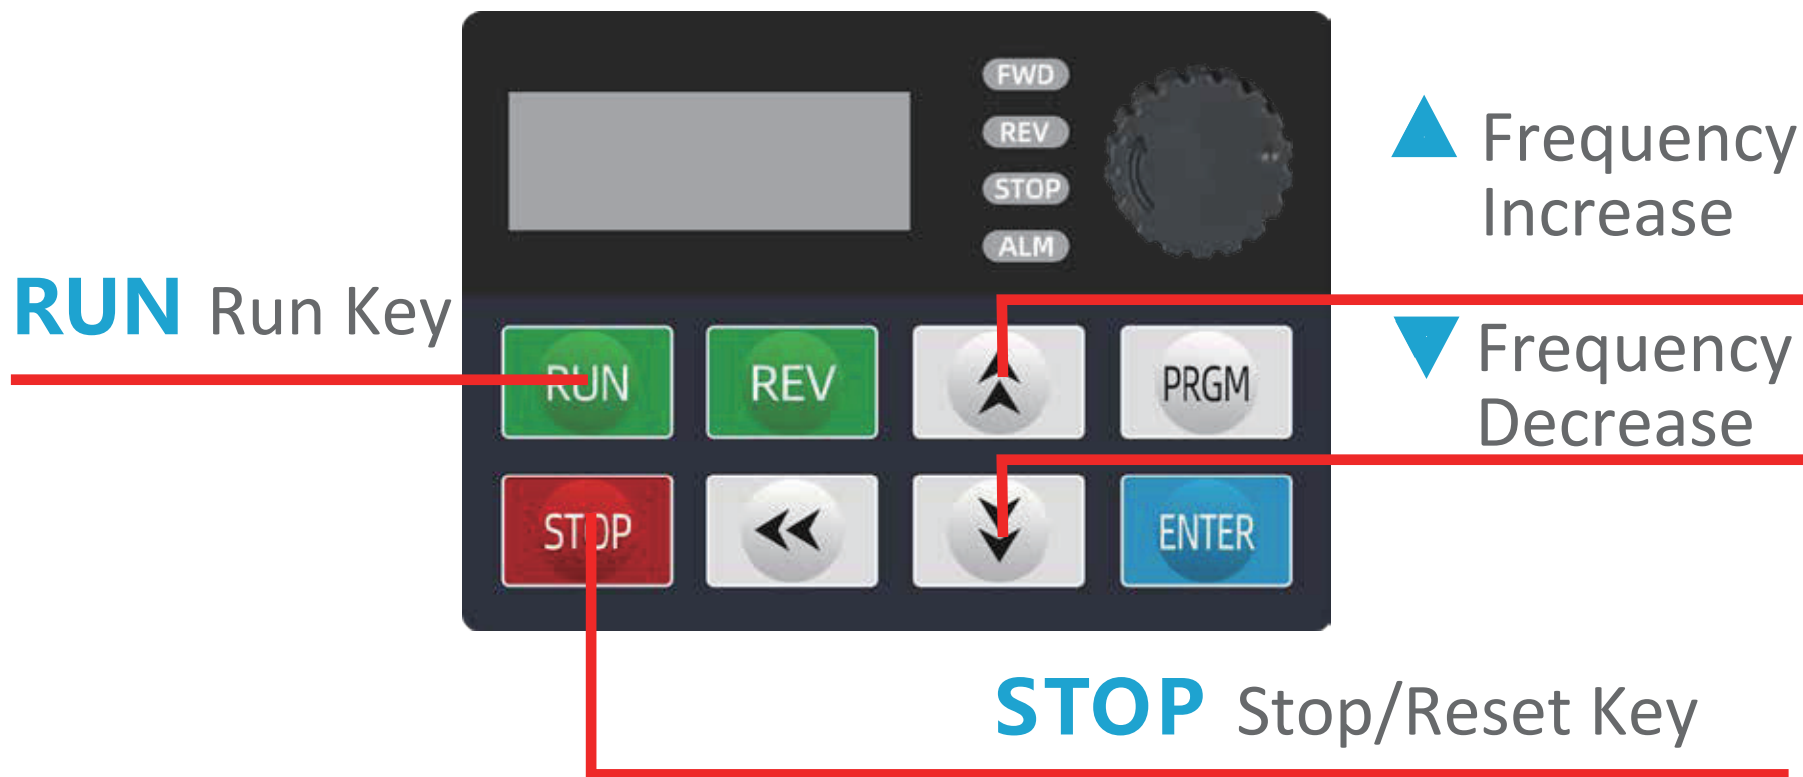 FWD
REV
STOP
ALM
▲ Frequency
Increase
RUN Run Key
▼ Frequency
Decrease
RUN REV PRGM
STOP ENTER
STOP Stop/Reset Key